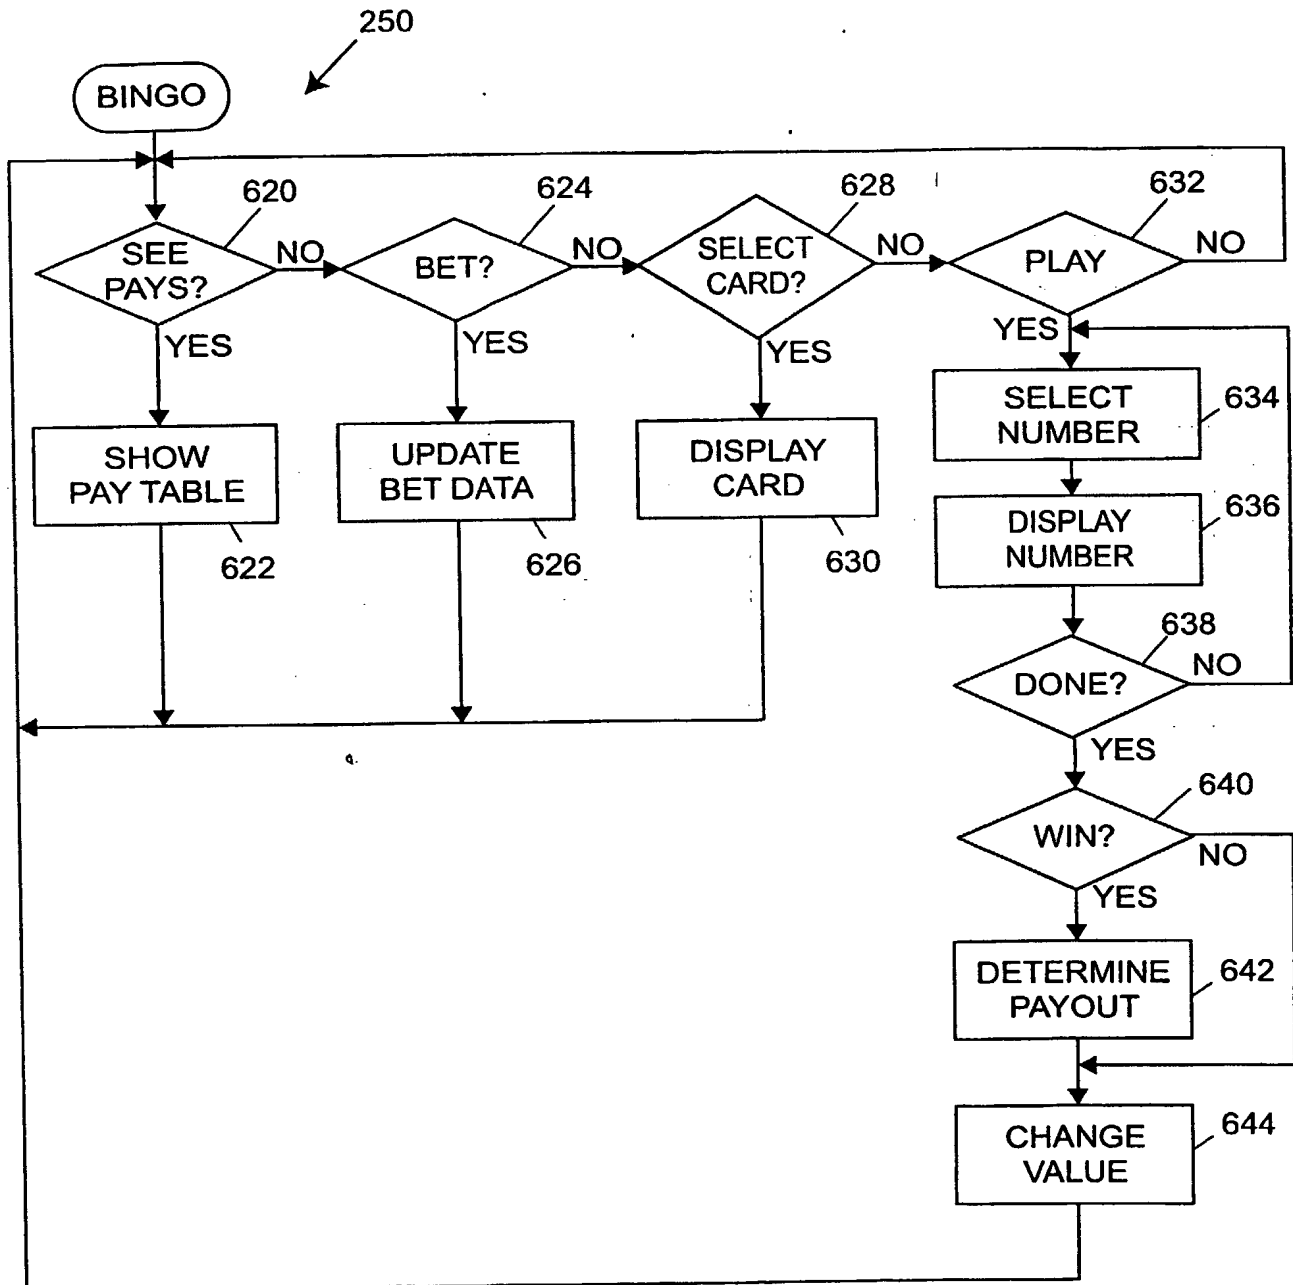 250
BINGO
620
624
628
632
SEE
PAYS?
NO
BET?
NO
SELECT
CARD?
NO
PLAY
NO
YES
YES
YES
YES
SHOW
PAY TABLE
622
UPDATE
BET DATA
626
DISPLAY
CARD
630
SELECT
NUMBER
634
DISPLAY
NUMBER
636
DONE?
638
NO
YES
WIN?
640
NO
YES
DETERMINE
PAYOUT
642
CHANGE
VALUE
644